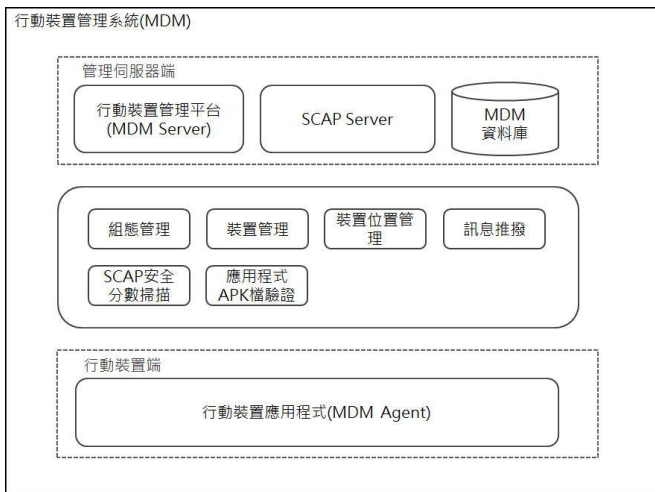 行動裝置管理系統(MDM)
管理伺服器端
行動裝置管理平台
(MDM Server)
SCAP Server
MDM
資料庫
組態管理
裝置管理
裝置位置管
理
訊息推撥
SCAP安全
分數掃描
應用程式
APK檔驗證
行動裝置端
行動裝置應用程式(MDM Agent)